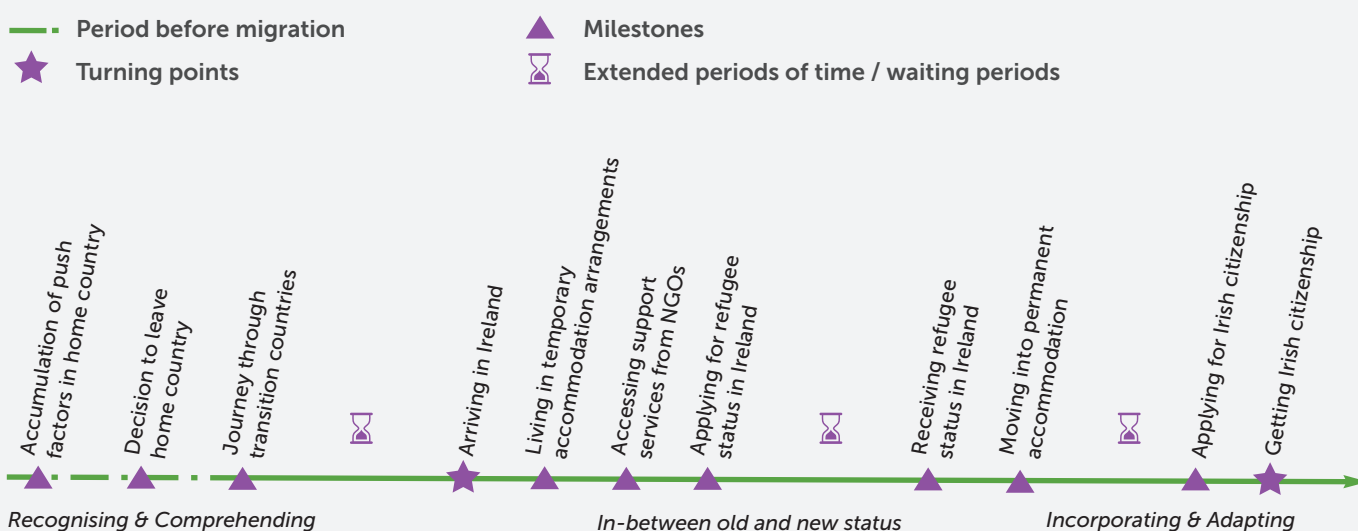 Period before migration
Milestones
Turning points
Extended periods of time / waiting periods
Accumulation of push
factors in home country
Decision to leave
home country
Journey through
transition countries
Arriving in Ireland
Living in temporary
accommodation arrangements
Accessing support
services from NGOs
Applying for refugee
status in Ireland
Receiving refugee
status in Ireland
Moving into permanent
accommodation
Applying for Irish citizenship
Getting Irish citizenship
Recognising & Comprehending
In-between old and new status
Incorporating & Adapting